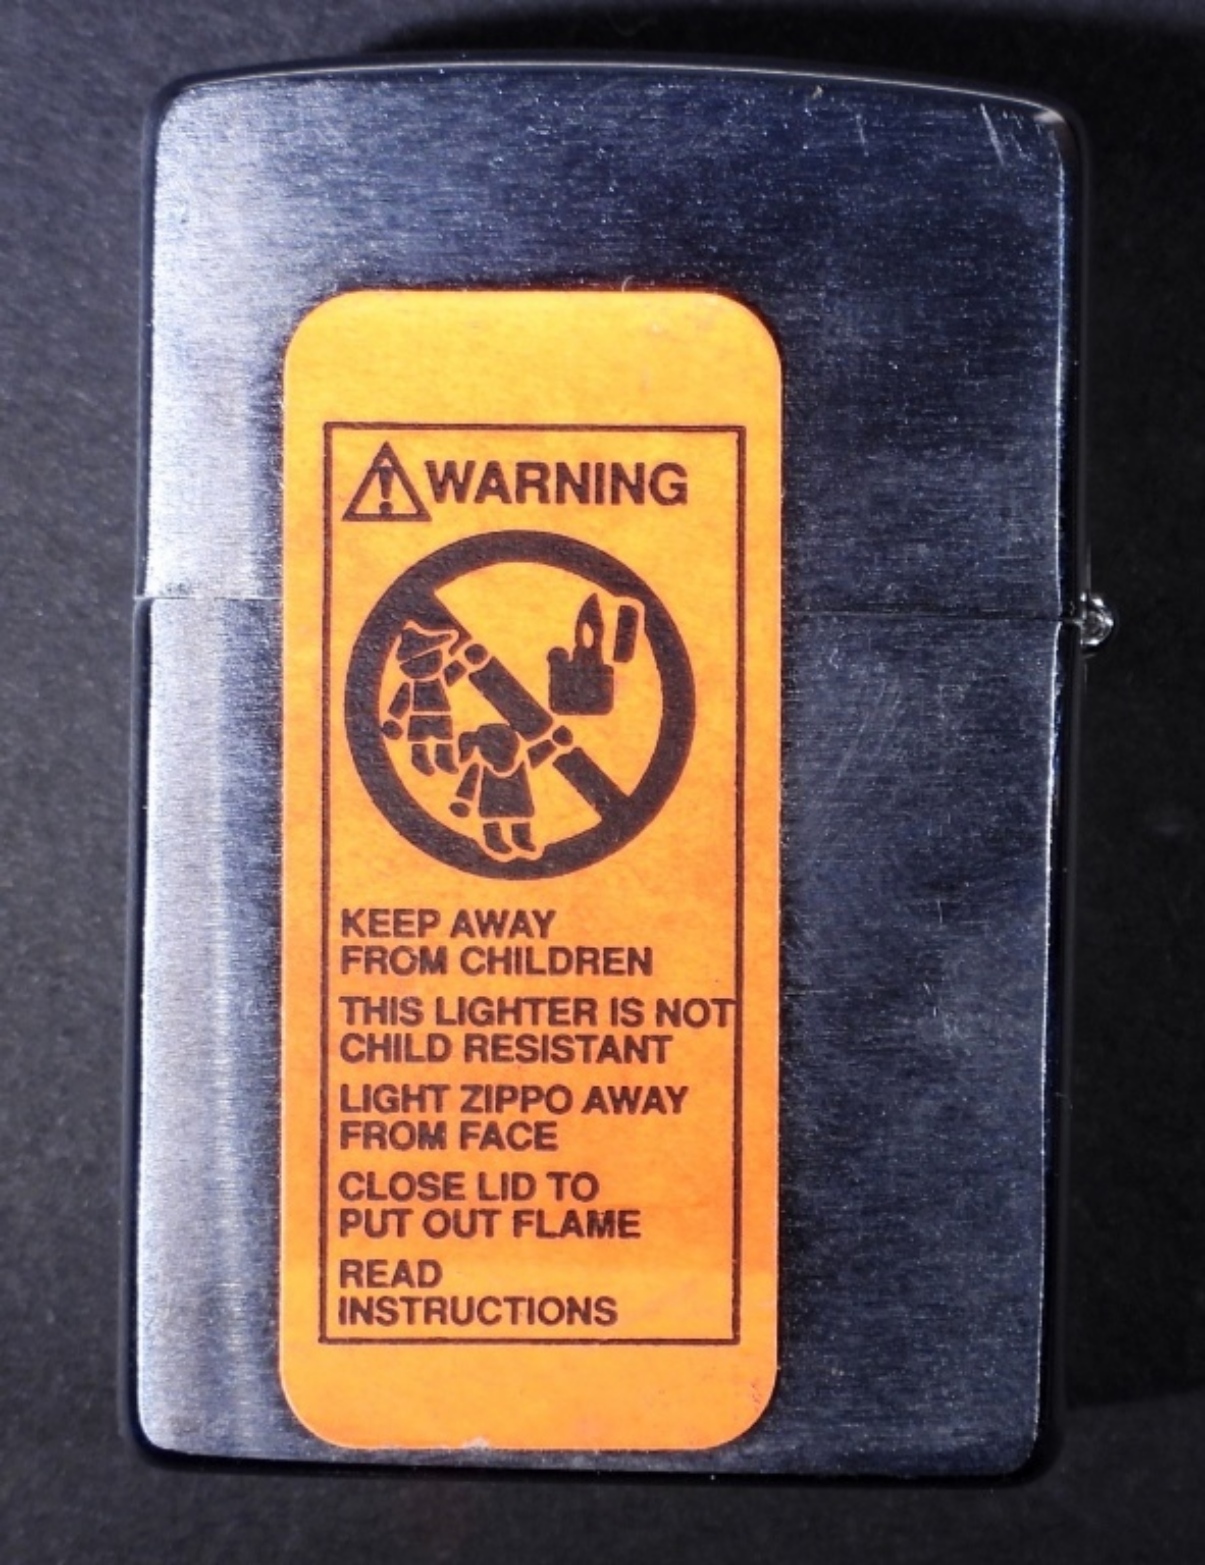 WARNING
KEEP AWAY
FROM CHILDREN
THIS LIGHTER IS NOT
CHILD RESISTANT
LIGHT ZIPPO AWAY
FROM FACE
CLOSE LID TO
PUT OUT FLAME
READ
INSTRUCTIONS